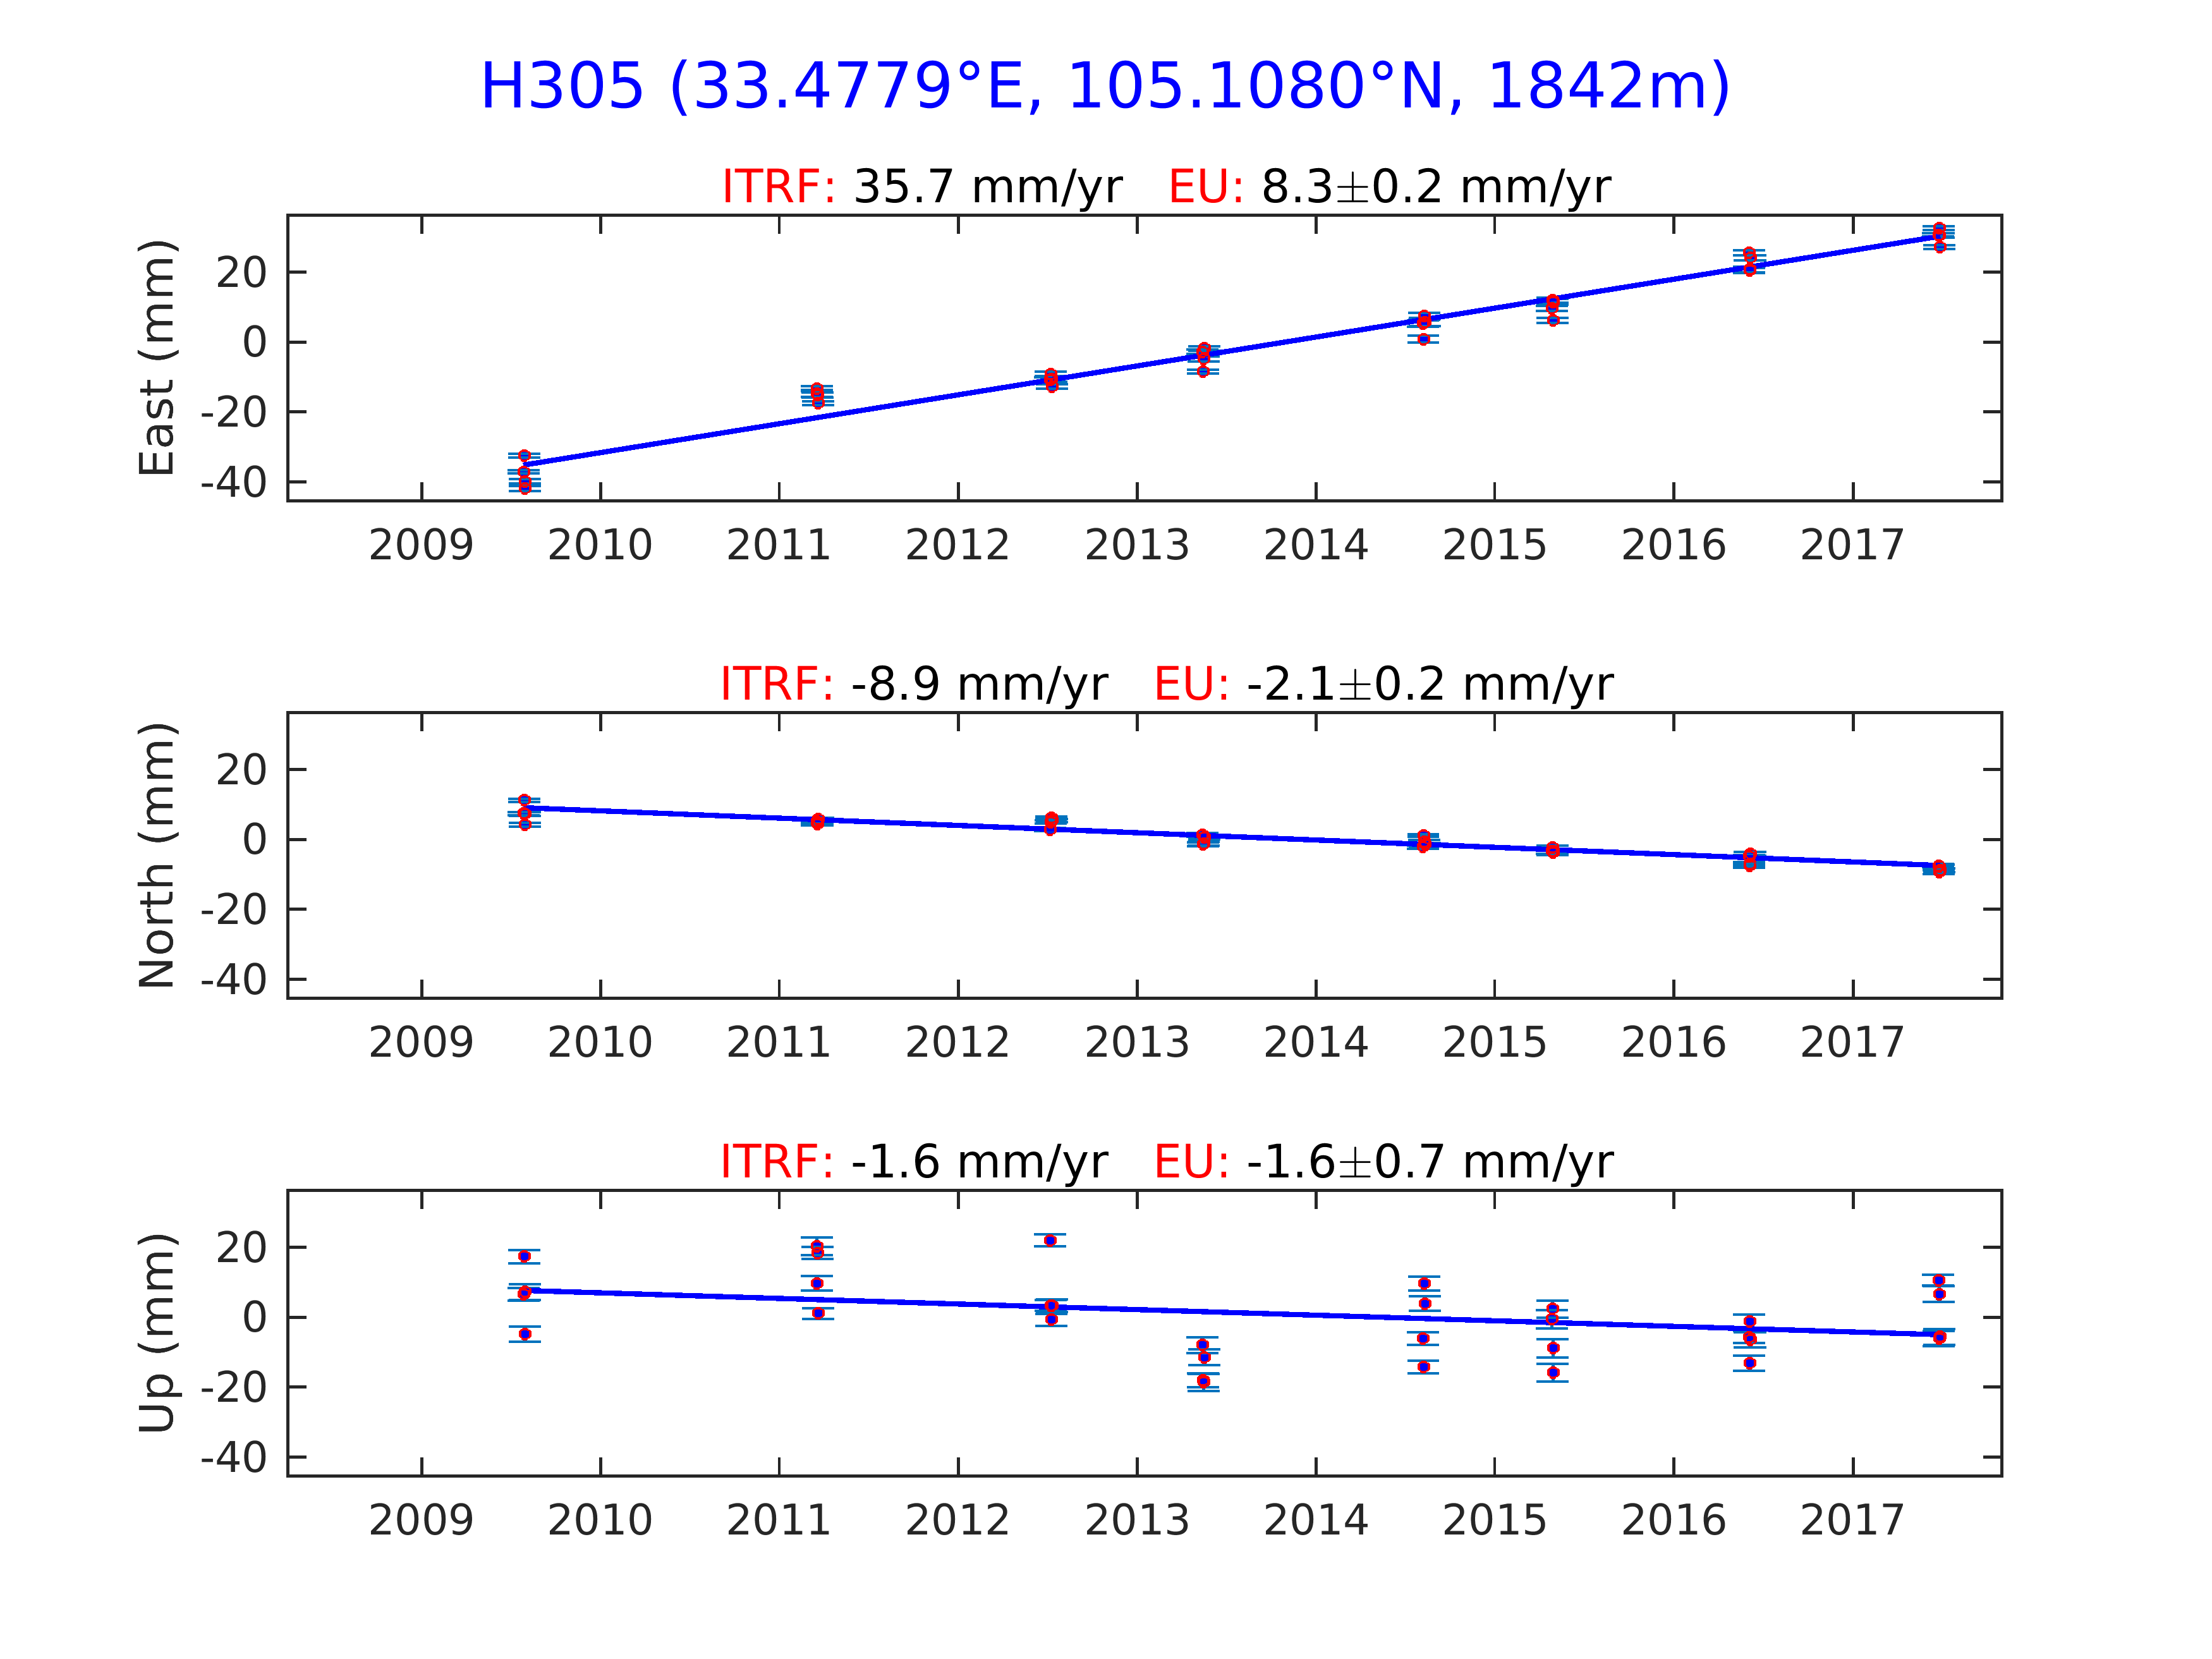 H305 (33.4779°E, 105.1080°N, 1842m)
ITRF: 35.7 mm/yr EU: 8.3±0.2 mm/yr
East (mm)
20
0
-20
-40
2009 2010 2011 2012 2013 2014 2015 2016 2017
ITRF: -8.9 mm/yr EU: -2.1±0.2 mm/yr
North (mm)
20
0
-20
-40
2009 2010 2011 2012 2013 2014 2015 2016 2017
ITRF: -1.6 mm/yr EU: -1.6±0.7 mm/yr
Up (mm)
20
0
-20
-40
2009 2010 2011 2012 2013 2014 2015 2016 2017